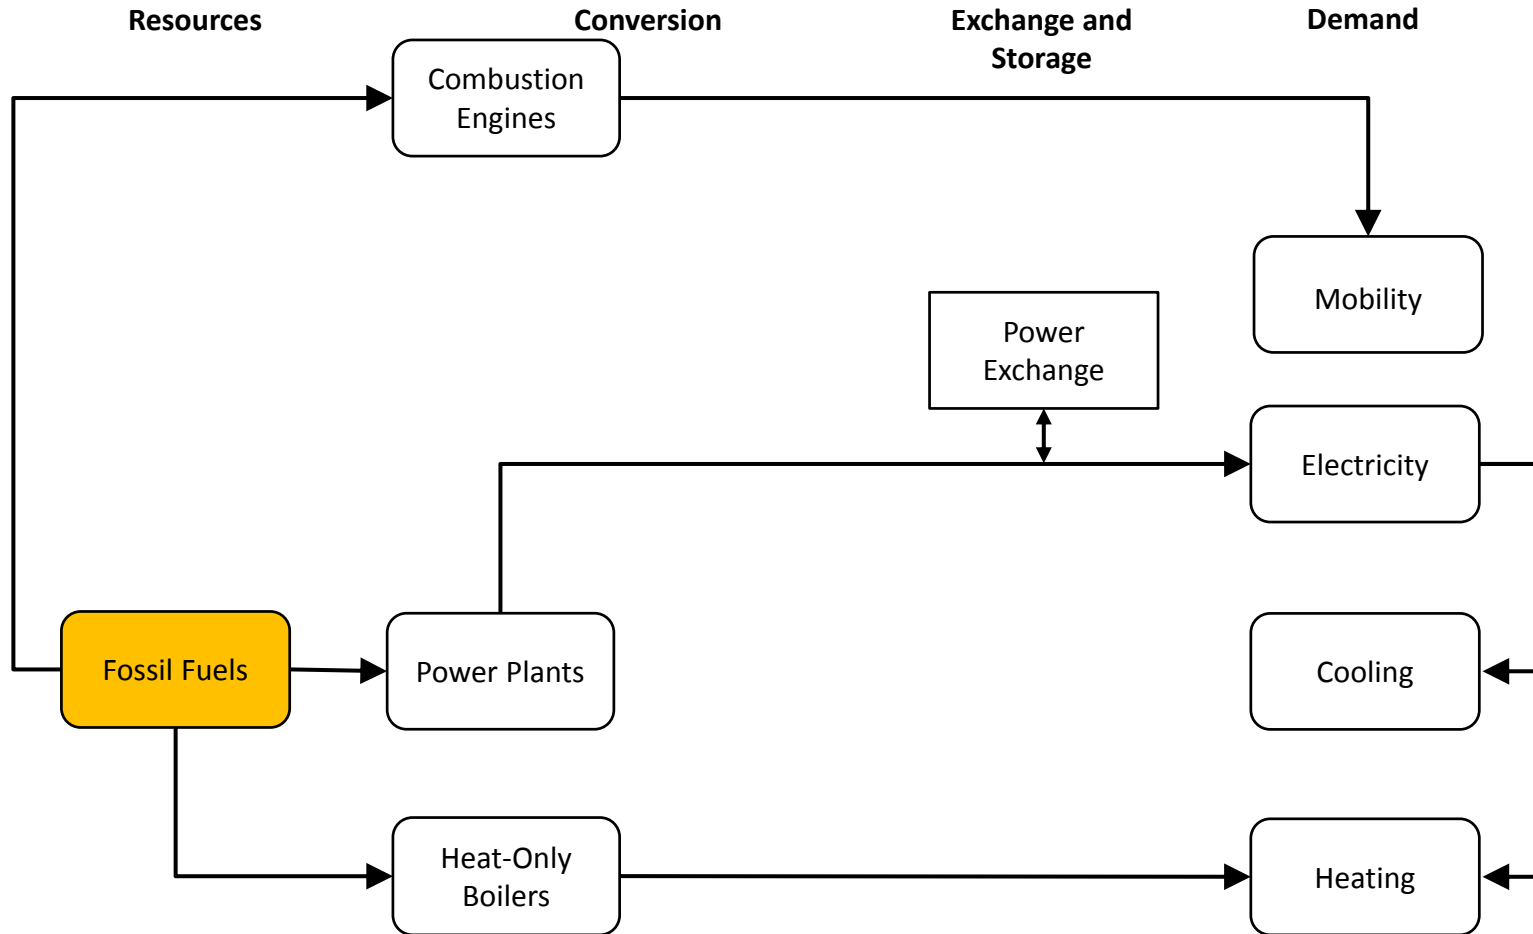 Resources
Conversion
Exchange and
Storage
Demand
Combustion
Engines
Mobility
Power
Exchange
Electricity
Fossil Fuels
Power Plants
Cooling
Heat-Only
Boilers
Heating